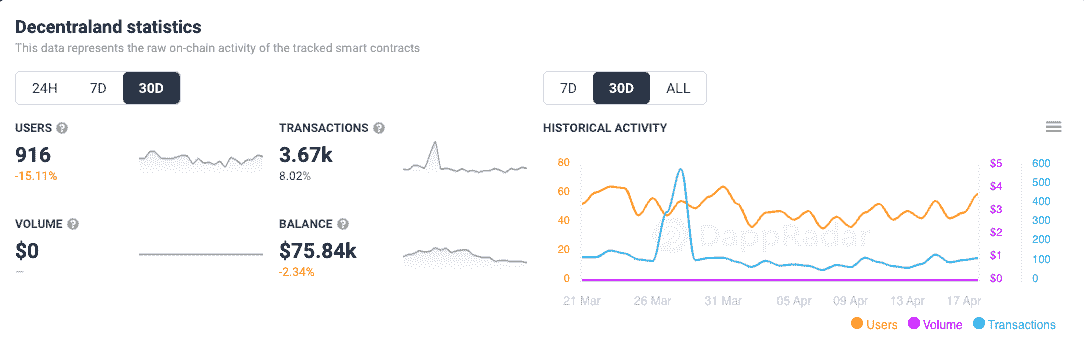 Decentraland statistics
This data represents the raw on-chain activity of the tracked smart contracts
24H 7D 30D
7D 30D ALL
USERS ?
916
-15.11%
TRANSACTIONS ?
3.67k
8.02%
VOLUME ?
$0
—
BALANCE ?
$75.84k
-2.34%
HISTORICAL ACTIVITY
80
60
40
20
0
$5
$4
$3
$2
$1
$0
600
500
400
300
200
100
0
DappRadar
21 Mar 26 Mar 31 Mar 05 Apr 09 Apr 13 Apr 17 Apr
Users Volume Transactions